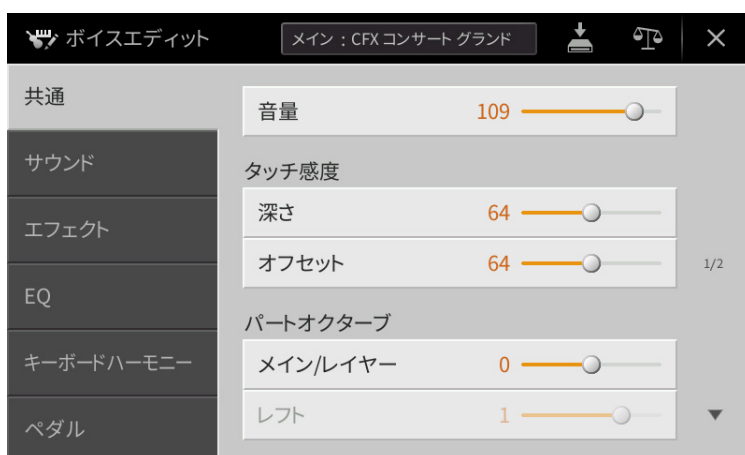 ボイスエディット
メイン : CFX コンサート グランド
共通
サウンド
エフェクト
EQ
キーボードハーモニー
ペダル
音量 109
タッチ感度
深さ 64
オフセット 64
パートオクターブ
メイン/レイヤー 0
レフト 1
1/2